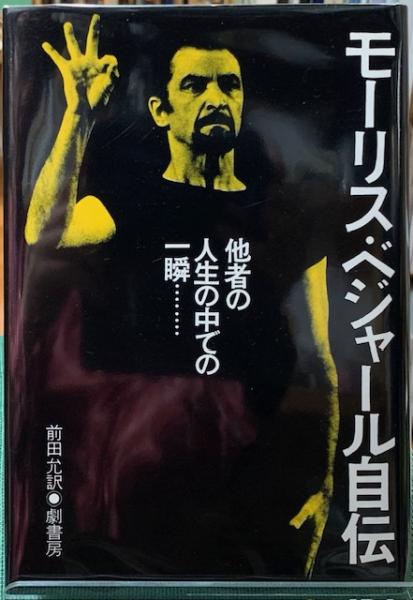 モーリス・ベジャール自伝
他者の
人生の中での
一瞬………
前田允訳◉劇書房